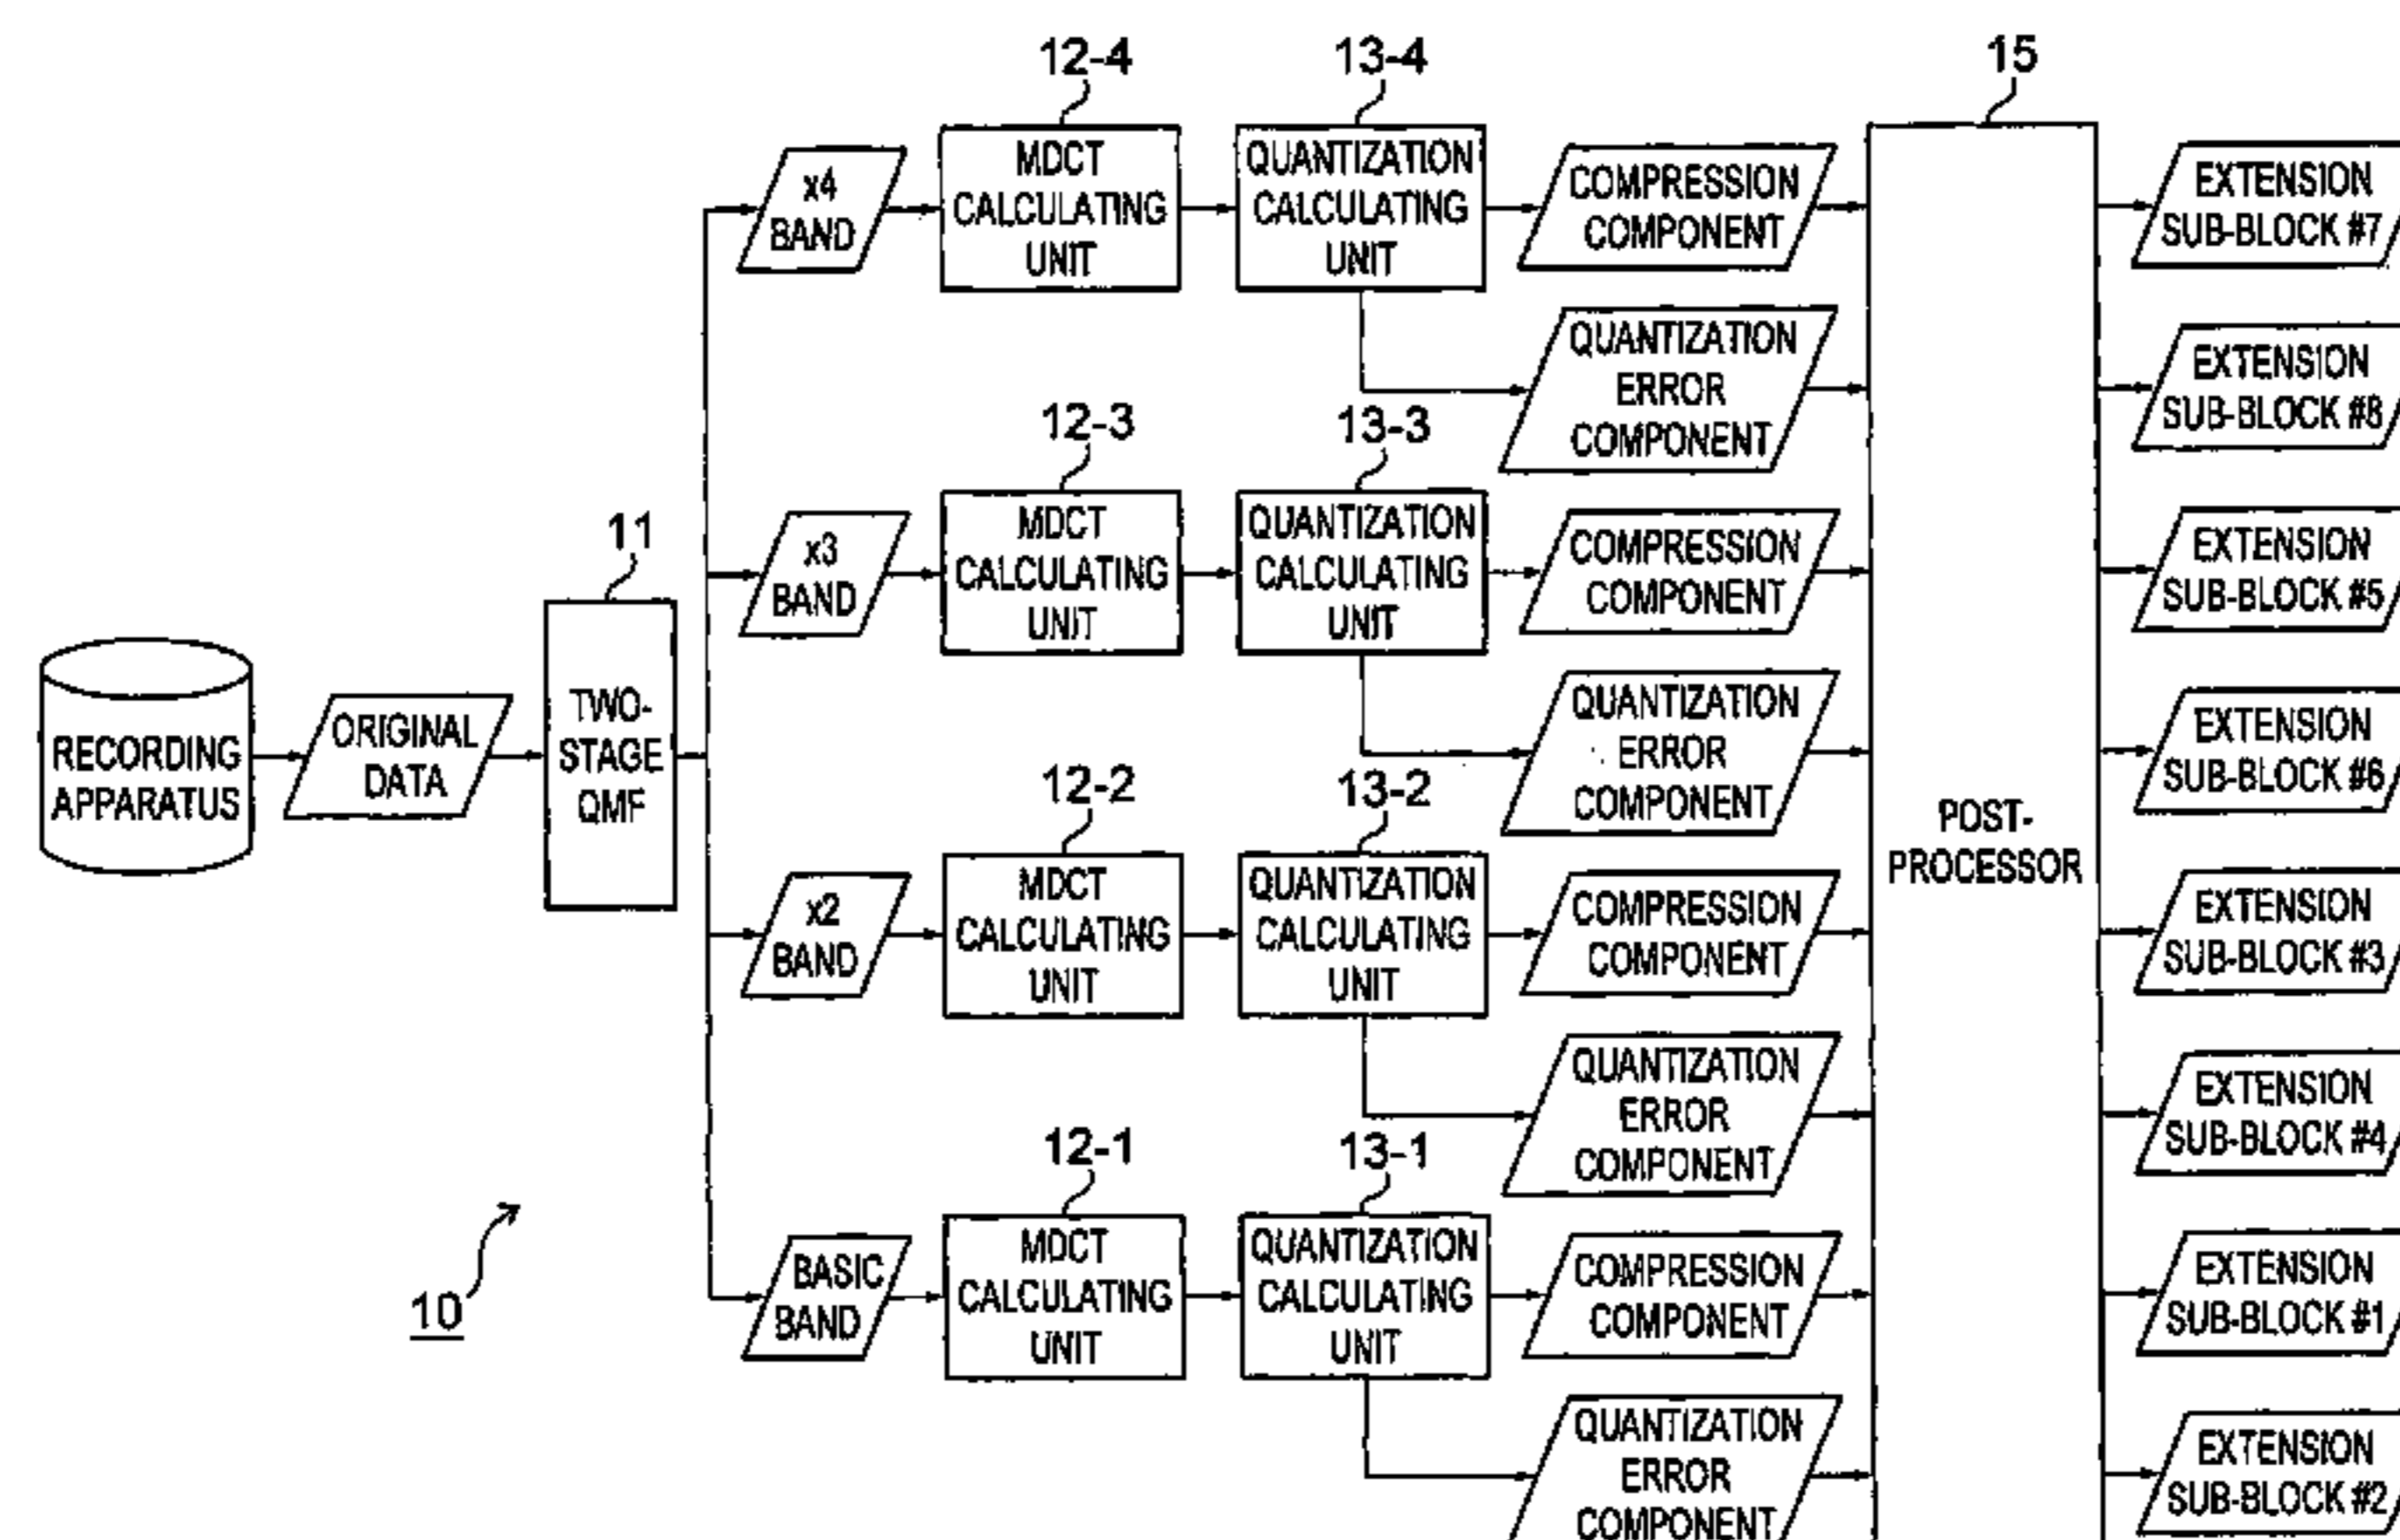 12-4
13-4
15
x4
BAND
MDCT
CALCULATING
UNIT
QUANTIZATION
CALCULATING
UNIT
COMPRESSION
COMPONENT
EXTENSION
SUB-BLOCK #7
QUANTIZATION
ERROR
COMPONENT
EXTENSION
SUB-BLOCK #8
12-3
13-3
11
x3
BAND
MDCT
CALCULATING
UNIT
QUANTIZATION
CALCULATING
UNIT
COMPRESSION
COMPONENT
EXTENSION
SUB-BLOCK #5
RECORDING
APPARATUS
ORIGINAL
DATA
TWO-
STAGE
QMF
QUANTIZATION
ERROR
COMPONENT
EXTENSION
SUB-BLOCK #6
POST-
PROCESSOR
12-2
13-2
x2
BAND
MDCT
CALCULATING
UNIT
QUANTIZATION
CALCULATING
UNIT
COMPRESSION
COMPONENT
EXTENSION
SUB-BLOCK #3
QUANTIZATION
ERROR
COMPONENT
EXTENSION
SUB-BLOCK #4
12-1
13-1
10
BASIC
BAND
MDCT
CALCULATING
UNIT
QUANTIZATION
CALCULATING
UNIT
COMPRESSION
COMPONENT
EXTENSION
SUB-BLOCK #1
QUANTIZATION
ERROR
COMPONENT
EXTENSION
SUB-BLOCK #2